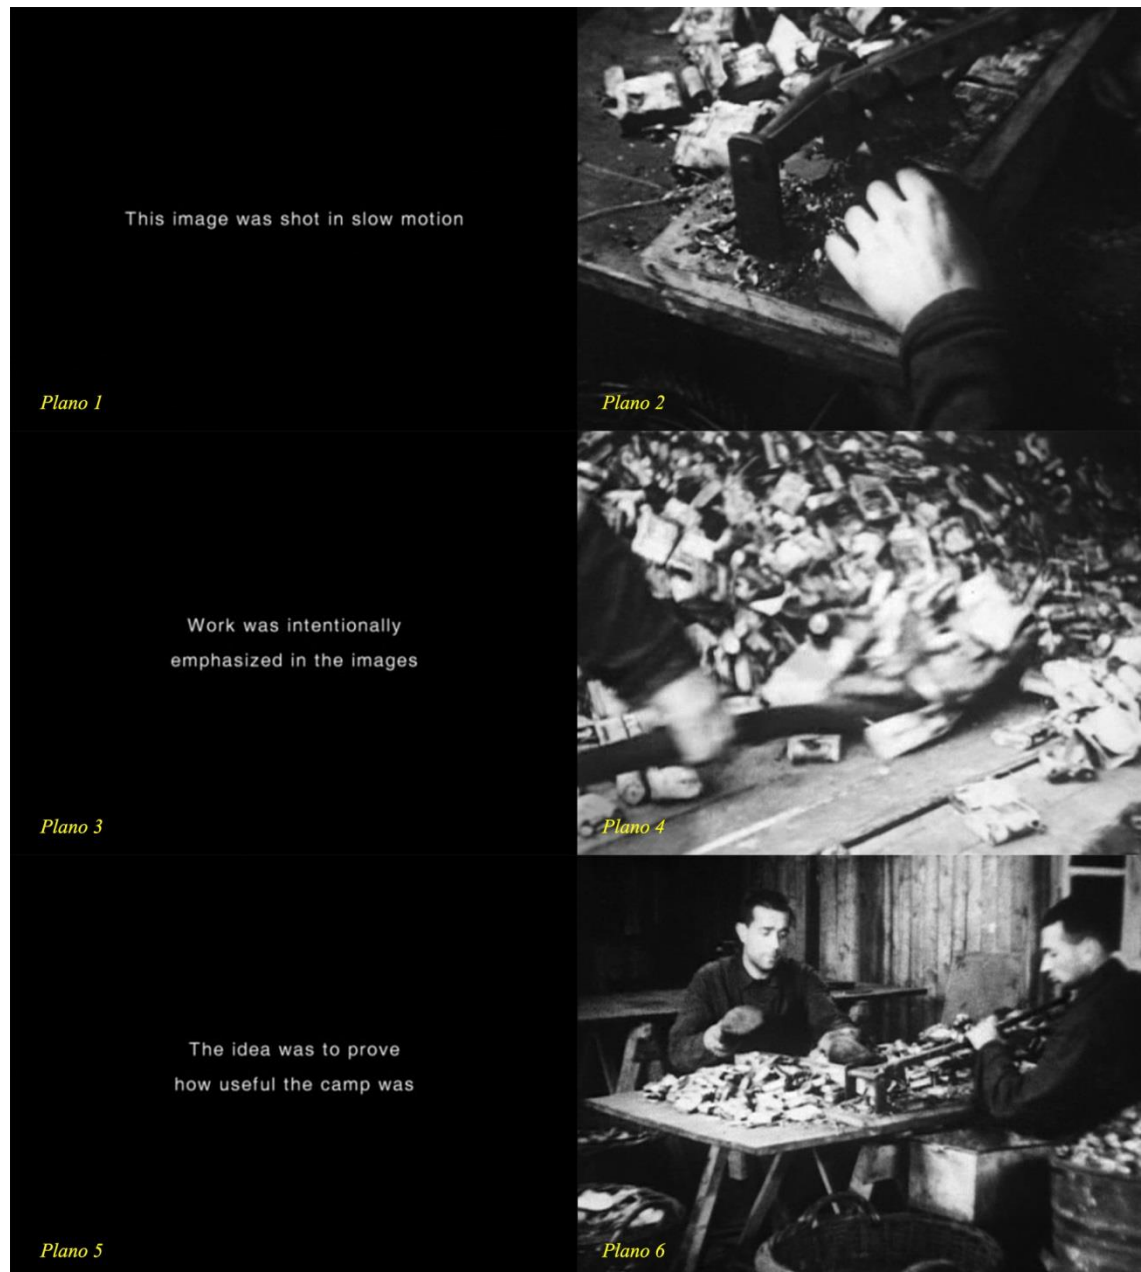 This image was shot in slow motion
Plano 1
Plano 2
Work was intentionally
emphasized in the images
Plano 3
Plano 4
The idea was to prove
how useful the camp was
Plano 5
Plano 6